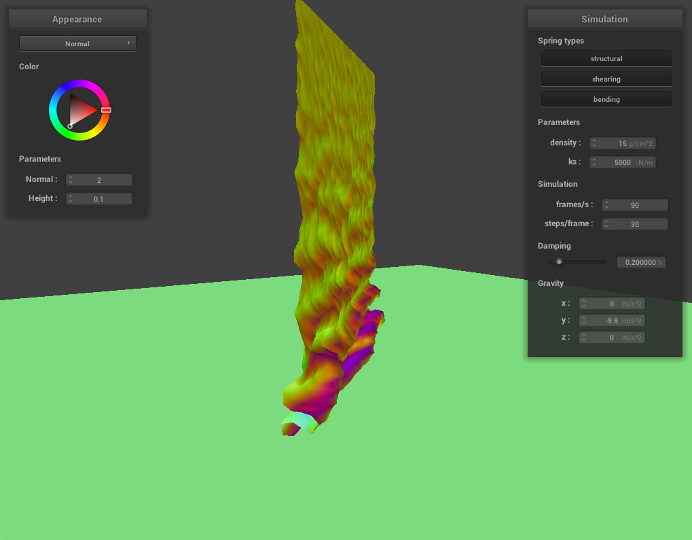 Appearance
Normal
Color
Parameters
Normal : 2
Height : 0.1
Simulation
Spring types
structural
shearing
bending
Parameters
density : 15 g/cm^2
ks : 5000 N/m
Simulation
frames/s : 90
steps/frame : 30
Damping
0.200000 %
Gravity
x : 0 m/s^2
y : -9.8 m/s^2
z : 0 m/s^2